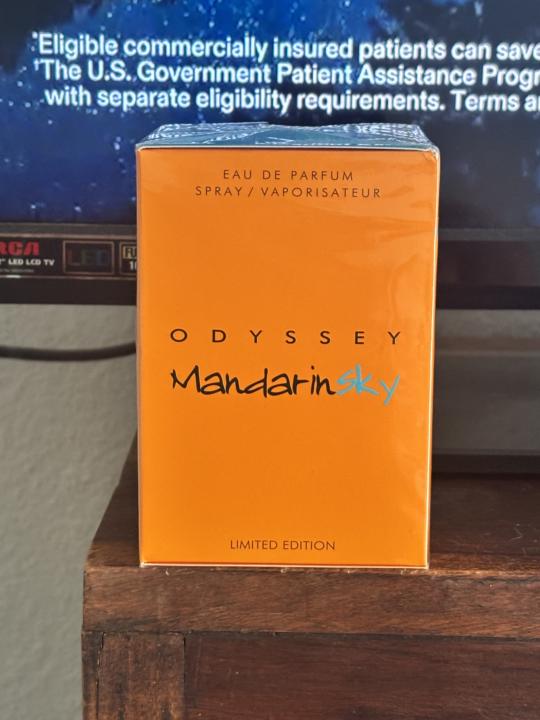 *Eligible commercially insured patients can save
†The U.S. Government Patient Assistance Progr
with separate eligibility requirements. Terms a
EAU DE PARFUM
SPRAY / VAPORISATEUR
RCA
LED LCD TV
LED
ODYSSEY
Mandarinsky
LIMITED EDITION